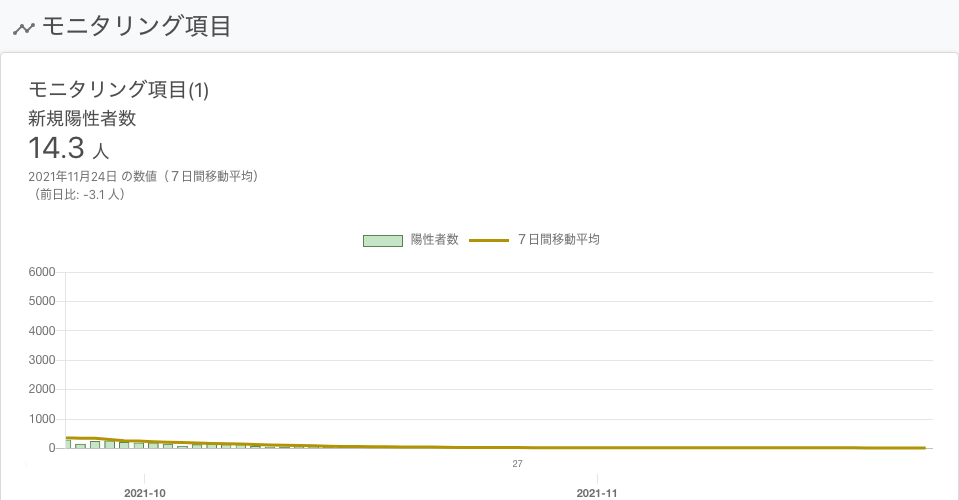 モニタリング項目
モニタリング項目(1)
新規陽性者数
14.3 人
2021年11月24日 の数値（７日間移動平均）
（前日比: -3.1 人）
陽性者数 ７日間移動平均
6000
5000
4000
3000
2000
1000
0
27
2021-10 2021-11